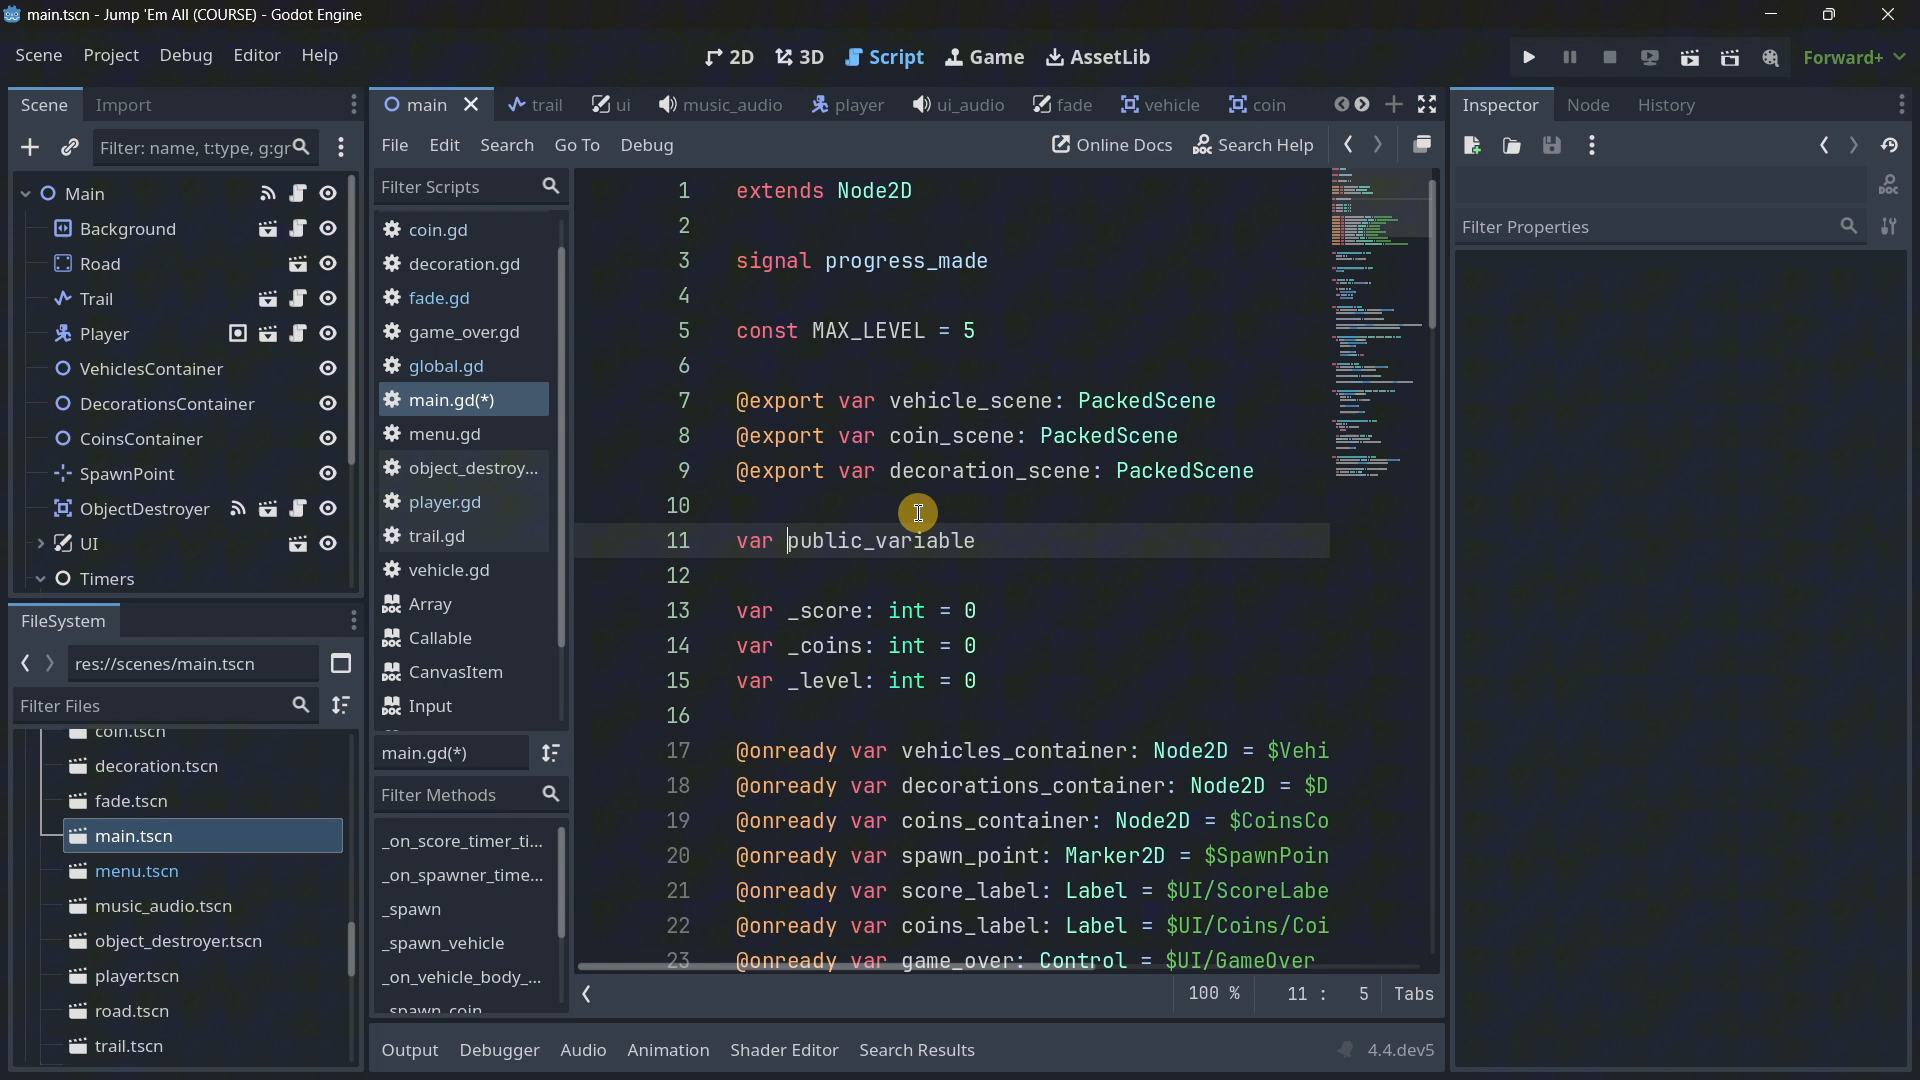 main.tscn - Jump 'Em All (COURSE) - Godot Engine
Scene Project Debug Editor Help
2D 3D Script Game AssetLib
Forward+
Scene Import
Filter: name, t:type, g:gr
Main
Background
Road
Trail
Player
VehiclesContainer
DecorationsContainer
CoinsContainer
SpawnPoint
ObjectDestroyer
UI
Timers
FileSystem
res://scenes/main.tscn
Filter Files
coin.tscn
decoration.tscn
fade.tscn
main.tscn
menu.tscn
music_audio.tscn
object_destroyer.tscn
player.tscn
road.tscn
trail.tscn
main trail ui music_audio player ui_audio fade vehicle coin
File Edit Search Go To Debug
Online Docs Search Help
Filter Scripts
coin.gd
decoration.gd
fade.gd
game_over.gd
global.gd
main.gd(*)
menu.gd
object_destroy...
player.gd
trail.gd
vehicle.gd
Array
Callable
CanvasItem
Input
main.gd(*)
Filter Methods
_on_score_timer_ti...
_on_spawner_time...
_spawn
_spawn_vehicle
_on_vehicle_body_...
_spawn_coin
1 extends Node2D
2
3 signal progress_made
4
5 const MAX_LEVEL = 5
6
7 @export var vehicle_scene: PackedScene
8 @export var coin_scene: PackedScene
9 @export var decoration_scene: PackedScene
10
11 var public_variable
12
13 var _score: int = 0
14 var _coins: int = 0
15 var _level: int = 0
16
17 @onready var vehicles_container: Node2D = $Vehi
18 @onready var decorations_container: Node2D = $D
19 @onready var coins_container: Node2D = $CoinsCo
20 @onready var spawn_point: Marker2D = $SpawnPoin
21 @onready var score_label: Label = $UI/ScoreLabe
22 @onready var coins_label: Label = $UI/Coins/Coi
23 @onready var game_over: Control = $UI/GameOver
100 % 11 : 5 Tabs
Output Debugger Audio Animation Shader Editor Search Results
4.4.dev5
Inspector Node History
Filter Properties